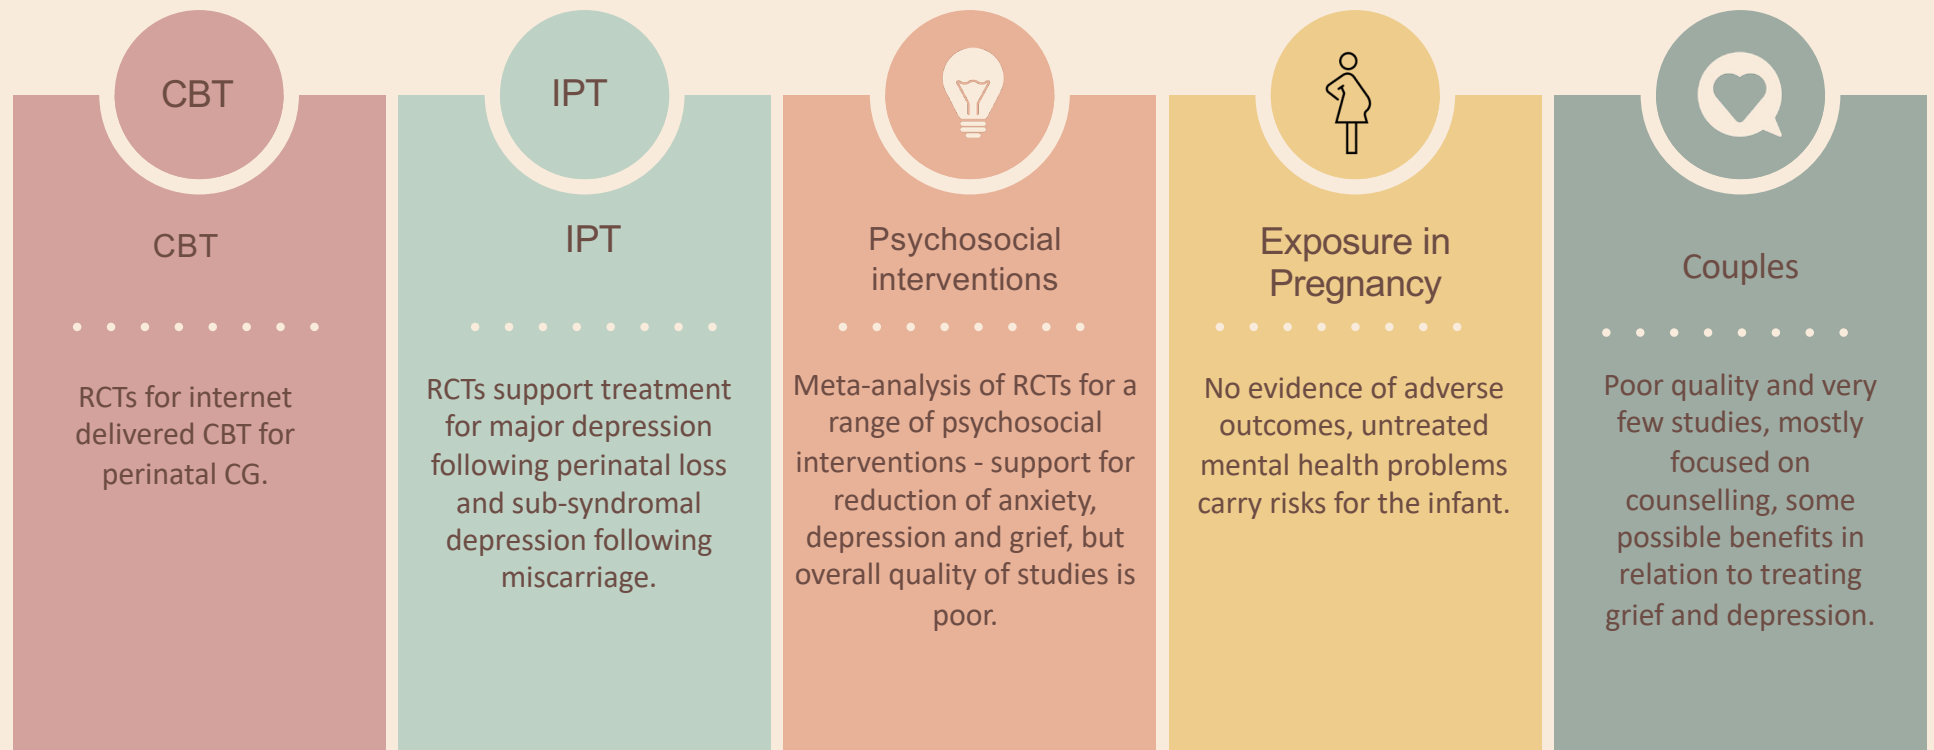 CBT
CBT
RCTs for internet
delivered CBT for
perinatal CG.
IPT
IPT
RCTs support treatment
for major depression
following perinatal loss
and sub-syndromal
depression following
miscarriage.
Psychosocial
interventions
Meta-analysis of RCTs for a
range of psychosocial
interventions - support for
reduction of anxiety,
depression and grief, but
overall quality of studies is
poor.
Exposure in
Pregnancy
No evidence of adverse
outcomes, untreated
mental health problems
carry risks for the infant.
Couples
Poor quality and very
few studies, mostly
focused on
counselling, some
possible benefits in
relation to treating
grief and depression.